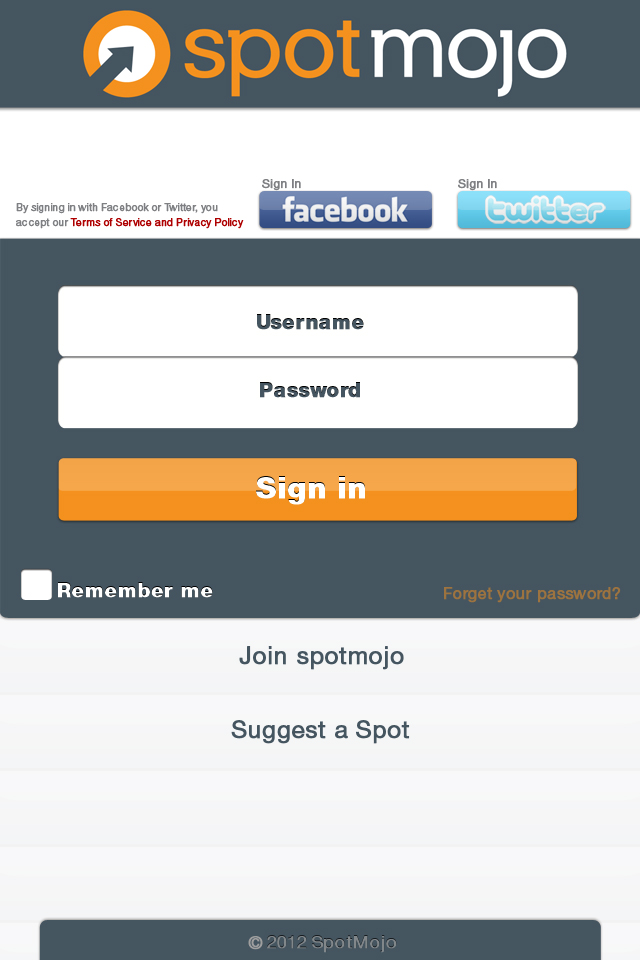 spotmojo
Sign In
Sign In
By signing in with Facebook or Twitter, you
accept our Terms of Service and Privacy Policy
facebook
twitter
Username
Password
Sign in
Remember me
Forget your password?
Join spotmojo
Suggest a Spot
© 2012 SpotMojo